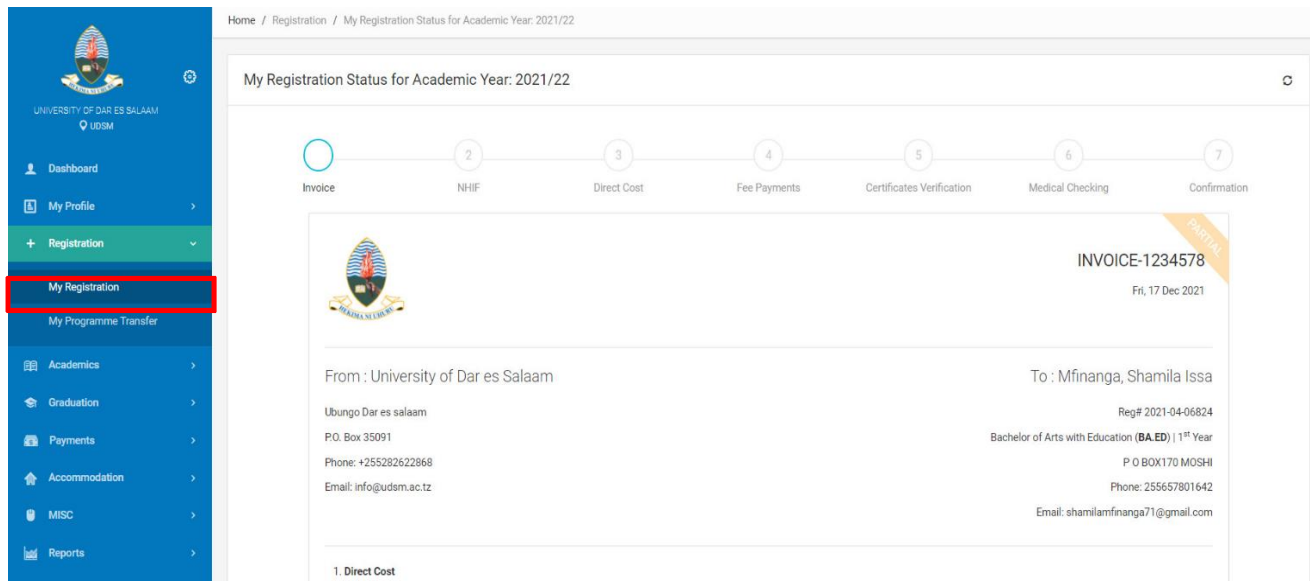 Home / Registration / My Registration Status for Academic Year: 2021/22
UNIVERSITY OF DAR ES SALAAM
UDSM
Dashboard
My Profile
Registration
My Registration
My Programme Transfer
Academics
Graduation
Payments
Accommodation
MISC
Reports
My Registration Status for Academic Year: 2021/22
2 3 4 5 6 7
Invoice NHIF Direct Cost Fee Payments Certificates Verification Medical Checking Confirmation
PARTIAL
HEKIMA NI UHURU
INVOICE-1234578
Fri, 17 Dec 2021
From : University of Dar es Salaam
Ubungo Dar es salaam
P.O. Box 35091
Phone: +255282622868
Email: info@udsm.ac.tz
To : Mfinanga, Shamila Issa
Reg# 2021-04-06824
Bachelor of Arts with Education (BA.ED) | 1st Year
P O BOX170 MOSHI
Phone: 255657801642
Email: shamilamfinanga71@gmail.com
1. Direct Cost